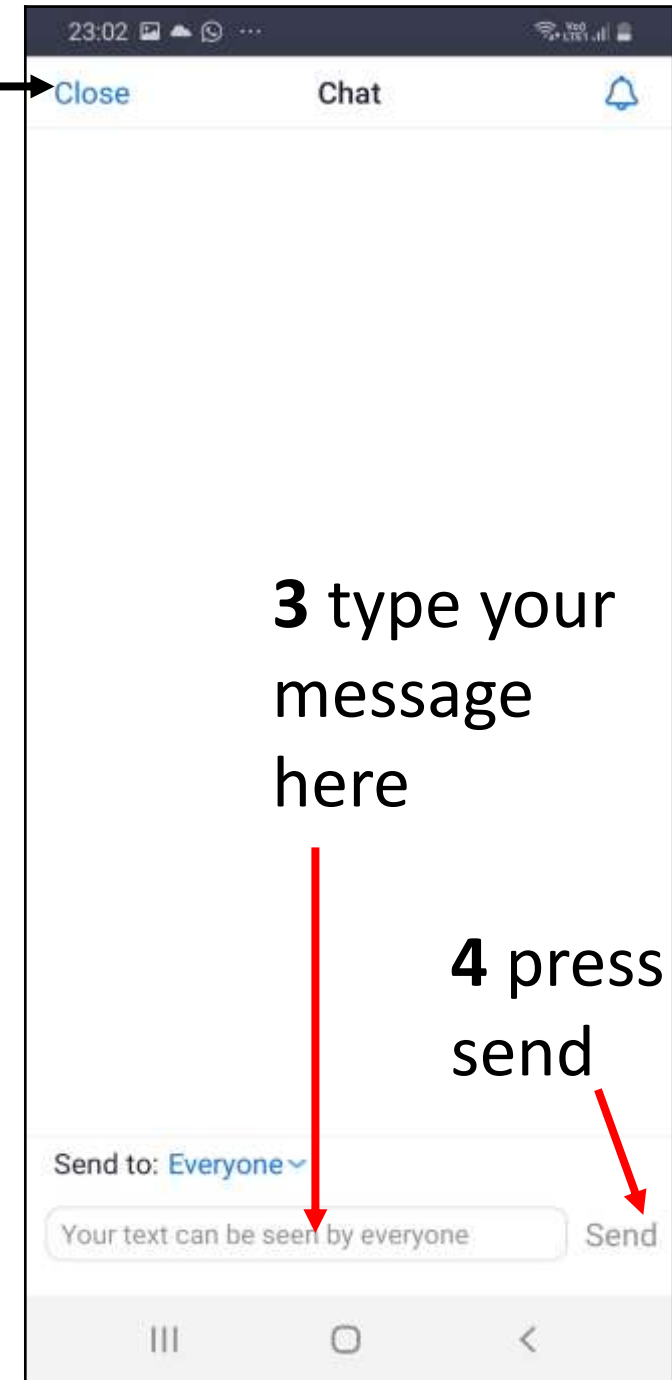 23:02
Close Chat
3 type your
message
here
4 press
send
Send to: Everyone
Your text can be seen by everyone Send